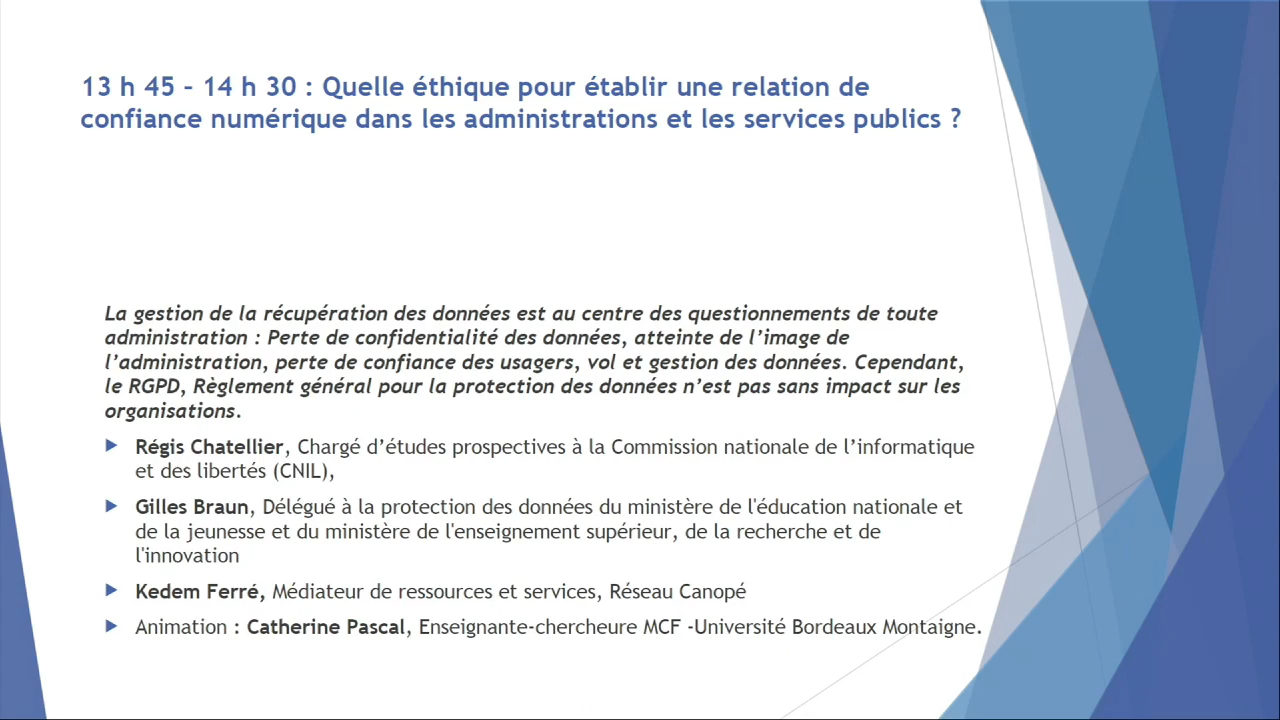 13 h 45 – 14 h 30 : Quelle éthique pour établir une relation de
confiance numérique dans les administrations et les services publics ?
La gestion de la récupération des données est au centre des questionnements de toute
administration : Perte de confidentialité des données, atteinte de l’image de
l’administration, perte de confiance des usagers, vol et gestion des données. Cependant,
le RGPD, Règlement général pour la protection des données n’est pas sans impact sur les
organisations.
Régis Chatellier, Chargé d’études prospectives à la Commission nationale de l’informatique
et des libertés (CNIL),
Gilles Braun, Délégué à la protection des données du ministère de l'éducation nationale et
de la jeunesse et du ministère de l'enseignement supérieur, de la recherche et de
l'innovation
Kedem Ferré, Médiateur de ressources et services, Réseau Canopé
Animation : Catherine Pascal, Enseignante-chercheure MCF -Université Bordeaux Montaigne.